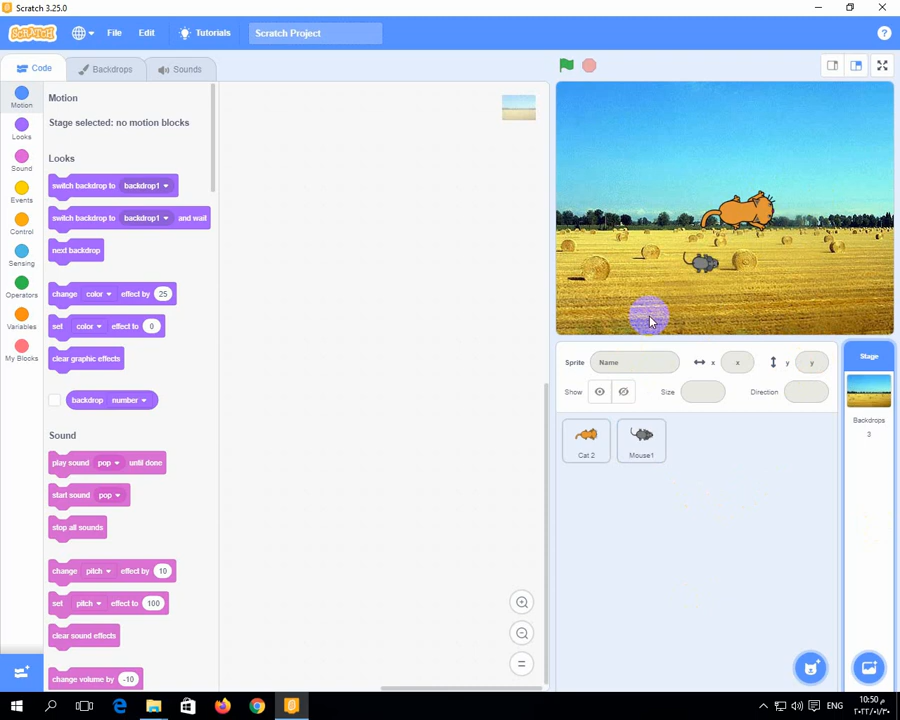 Scratch 3.25.0
SCRATCH
File
Edit
Tutorials
Scratch Project
?
Code
Backdrops
Sounds
Motion
Looks
Sound
Events
Control
Sensing
Operators
Variables
My Blocks
Motion
Stage selected: no motion blocks
Looks
switch backdrop to backdrop1
switch backdrop to backdrop1 and wait
next backdrop
change color effect by 25
set color effect to 0
clear graphic effects
backdrop number
Sound
play sound pop until done
start sound pop
stop all sounds
change pitch effect by 10
set pitch effect to 100
clear sound effects
change volume by -10
Sprite Name x x y y
Show Size Direction
Cat 2
Mouse1
Stage
Backdrops
3
ENG
10:50 م